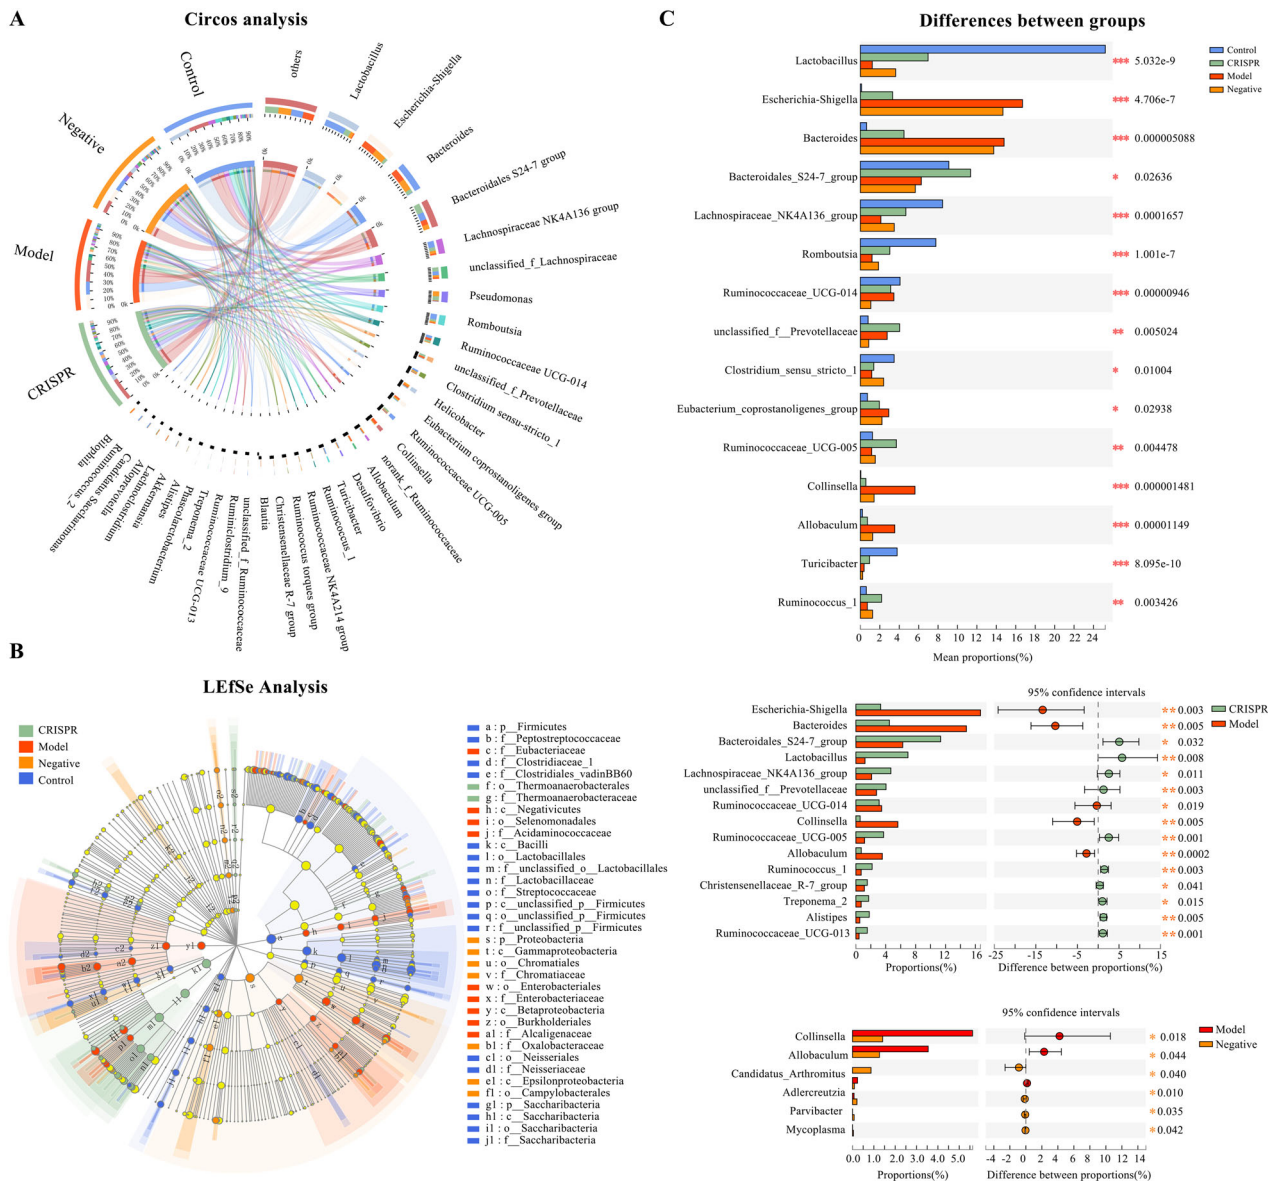 A
Circos analysis
Control
others
Lactobacillus
Escherichia-Shigella
Bacteroides
Bacteroidales S24-7 group
Lachnospiraceae NK4A136 group
unclassified_f_Lachnospiraceae
Pseudomonas
Romboutsia
Ruminococcaceae UCG-014
unclassified_f_Prevotellaceae
Clostridium sensu-stricto_1
Helicobacter
Eubacterium coprostanoligenes group
Ruminococcaceae UCG-005
Collinsella
norank_f_Ruminococcaceae
Allobaculum
Desulfovibrio
Turicibacter
Ruminococcus_1
Ruminococcaceae NK4A214 group
Ruminococcus torques group
Christensenellaceae R-7 group
Blautia
unclassified_f_Ruminococcaceae
Ruminiclostridium_9
Ruminococcaceae UCG-013
Treponema_2
Phascolarctobacterium
Alistipes
Akkermansia
Lachnoclostridium
Alloprevotella
Candidatus Saccharimonas
Ruminococcus_2
Bilophila
CRISPR
Model
Negative
B
LEfSe Analysis
CRISPR
Model
Negative
Control
a : p__Firmicutes
b : f__Peptostreptococcaceae
c : f__Eubacteriaceae
d : f__Clostridiaceae_1
e : f__Clostridiales_vadinBB60
f : o__Thermoanaerobacterales
g : f__Thermoanaerobacteraceae
h : c__Negativicutes
i : o__Selenomonadales
j : f__Acidaminococcaceae
k : c__Bacilli
l : o__Lactobacillales
m : f__unclassified_o__Lactobacillales
n : f__Lactobacillaceae
o : f__Streptococcaceae
p : c__unclassified_p__Firmicutes
q : o__unclassified_p__Firmicutes
r : f__unclassified_p__Firmicutes
s : p__Proteobacteria
t : c__Gammaproteobacteria
u : o__Chromatiales
v : f__Chromatiaceae
w : o__Enterobacteriales
x : f__Enterobacteriaceae
y : c__Betaproteobacteria
z : o__Burkholderiales
a1 : f__Alcaligenaceae
b1 : f__Oxalobacteraceae
c1 : o__Neisseriales
d1 : f__Neisseriaceae
e1 : c__Epsilonproteobacteria
f1 : o__Campylobacterales
g1 : p__Saccharibacteria
h1 : c__Saccharibacteria
i1 : o__Saccharibacteria
j1 : f__Saccharibacteria
C
Differences between groups
Control
CRISPR
Model
Negative
Lactobacillus *** 5.032e-9
Escherichia-Shigella *** 4.706e-7
Bacteroides *** 0.000005088
Bacteroidales_S24-7_group * 0.02636
Lachnospiraceae_NK4A136_group *** 0.0001657
Romboutsia *** 1.001e-7
Ruminococcaceae_UCG-014 *** 0.00000946
unclassified_f__Prevotellaceae ** 0.005024
Clostridium_sensu_stricto_1 * 0.01004
Eubacterium_coprostanoligenes_group * 0.02938
Ruminococcaceae_UCG-005 ** 0.004478
Collinsella *** 0.000001481
Allobaculum *** 0.00001149
Turicibacter *** 8.095e-10
Ruminococcus_1 ** 0.003426
0 2 4 6 8 10 12 14 16 18 20 22 24
Mean proportions(%)
95% confidence intervals
CRISPR
Model
Escherichia-Shigella ** 0.003
Bacteroides ** 0.005
Bacteroidales_S24-7_group * 0.032
Lactobacillus ** 0.008
Lachnospiraceae_NK4A136_group * 0.011
unclassified_f__Prevotellaceae ** 0.003
Ruminococcaceae_UCG-014 * 0.019
Collinsella ** 0.005
Ruminococcaceae_UCG-005 ** 0.001
Allobaculum ** 0.0002
Ruminococcus_1 ** 0.003
Christensenellaceae_R-7_group * 0.041
Treponema_2 * 0.015
Alistipes ** 0.005
Ruminococcaceae_UCG-013 ** 0.001
0 2 4 6 8 10 12 14 16 -25 -15 -5 5 15
Proportions(%) Difference between proportions(%)
95% confidence intervals
Model
Negative
Collinsella * 0.018
Allobaculum * 0.044
Candidatus_Arthromitus * 0.040
Adlercreutzia * 0.010
Parvibacter * 0.035
Mycoplasma * 0.042
0.0 1.0 2.0 3.0 4.0 5.0 -4 -2 0 2 4 6 8 10 14
Proportions(%) Difference between proportions(%)